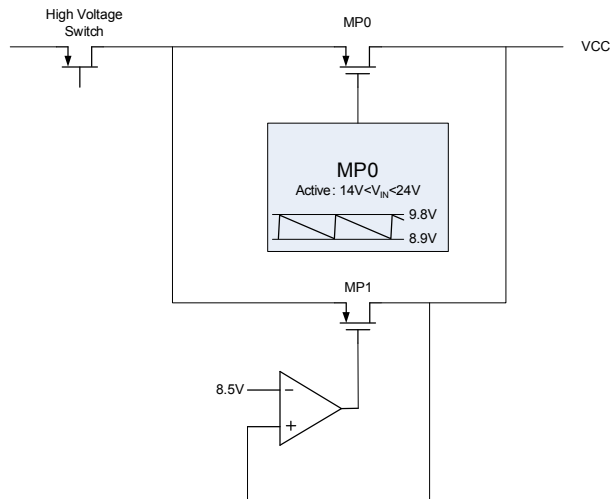 High Voltage
Switch
MP0
VCC
MP0
Active: 14V<VIN<24V
9.8V
8.9V
MP1
8.5V
−
+